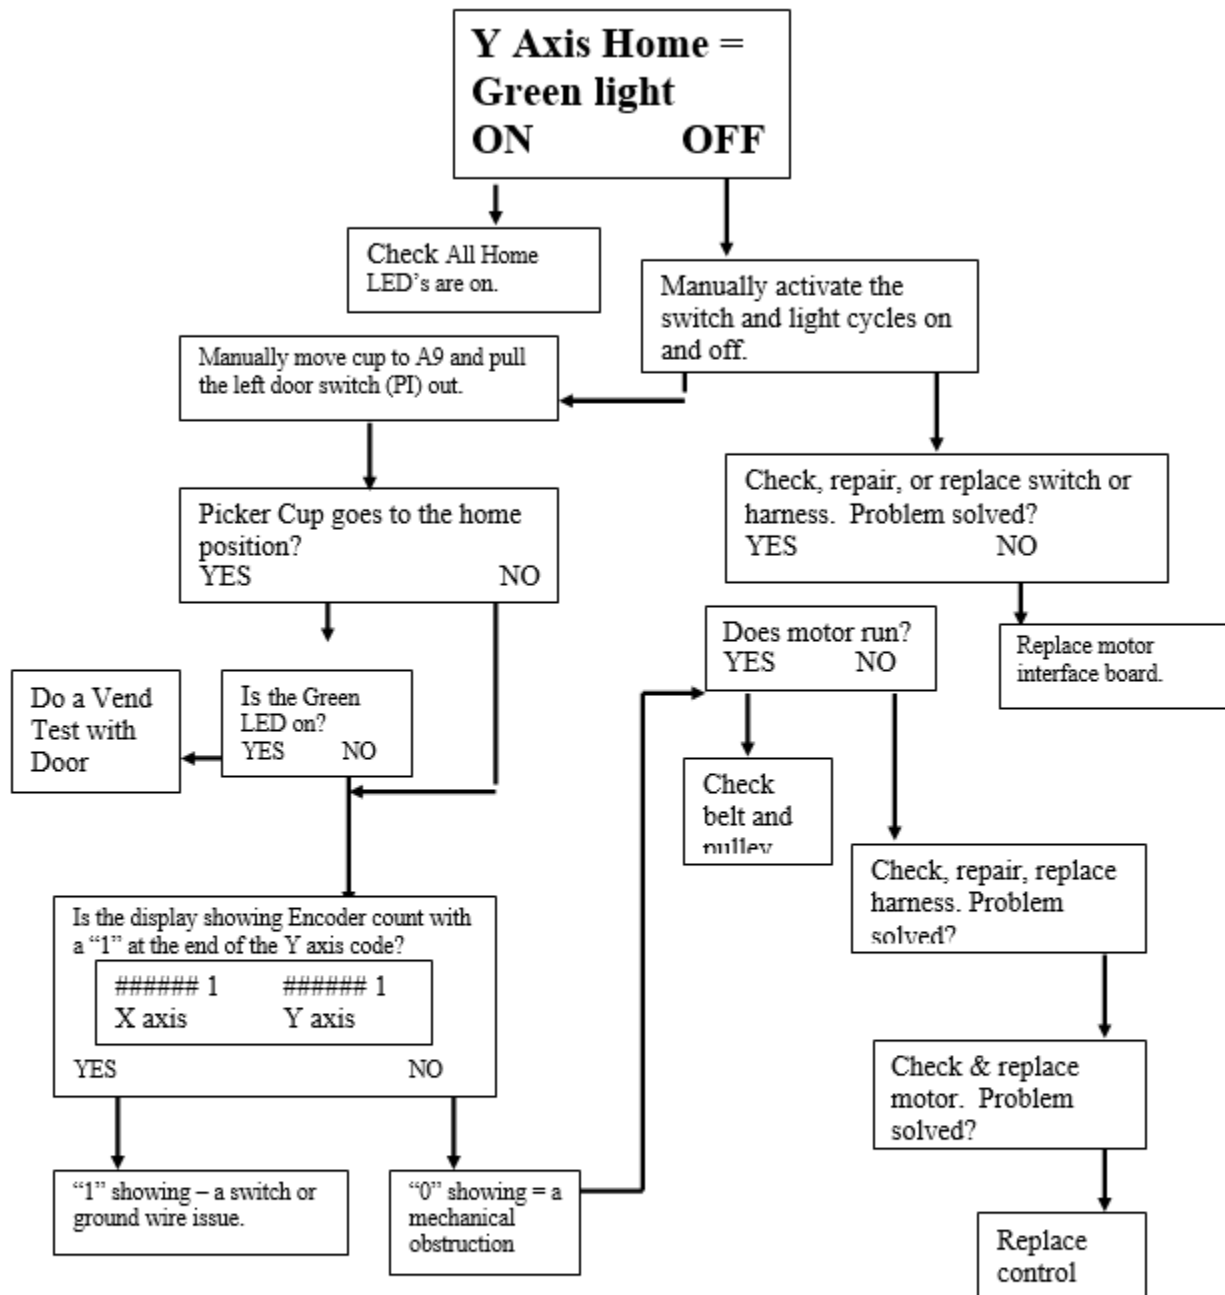 Y Axis Home =
Green light
ON OFF
Check All Home
LED’s are on.
Manually activate the
switch and light cycles on
and off.
Manually move cup to A9 and pull
the left door switch (PI) out.
Check, repair, or replace switch or
harness. Problem solved?
YES NO
Picker Cup goes to the home
position?
YES NO
Does motor run?
YES NO
Replace motor
interface board.
Do a Vend
Test with
Door
Is the Green
LED on?
YES NO
Check
belt and
pulley
Check, repair, replace
harness. Problem
solved?
Is the display showing Encoder count with
a “1” at the end of the Y axis code?
###### 1 ###### 1
X axis Y axis
YES NO
Check & replace
motor. Problem
solved?
“1” showing – a switch or
ground wire issue.
“0” showing = a
mechanical
obstruction
Replace
control